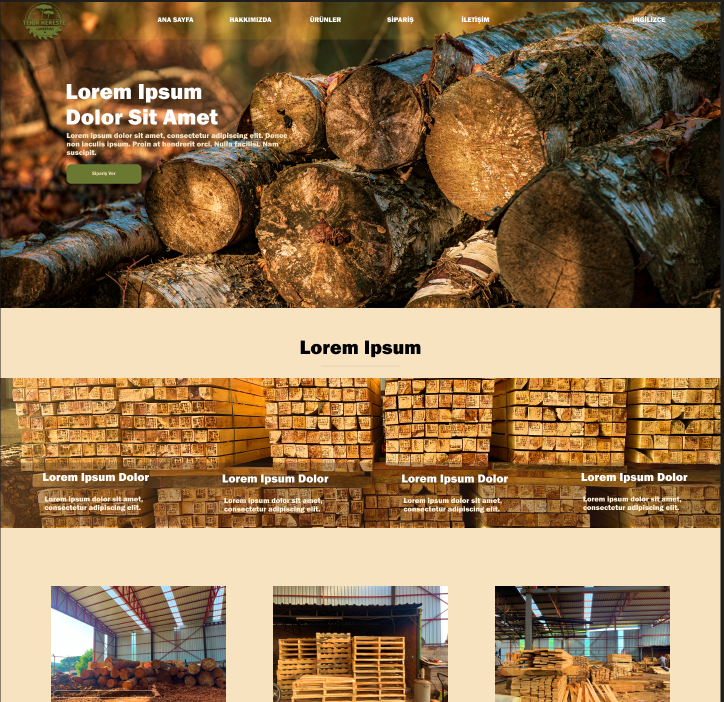 TEKİR KERESTE
ANA SAYFA
HAKKIMIZDA
ÜRÜNLER
SİPARİŞ
İLETİŞİM
İNGİLİZCE
Lorem Ipsum
Dolor Sit Amet
Lorem ipsum dolor sit amet, consectetur adipiscing elit. Donec
non iaculis ipsum. Proin at hendrerit orci. Nulla facilisi. Nam
suscipit.
Sipariş Ver
Lorem Ipsum
Lorem Ipsum Dolor
Lorem ipsum dolor sit amet,
consectetur adipiscing elit.
Lorem Ipsum Dolor
Lorem ipsum dolor sit amet,
consectetur adipiscing elit.
Lorem Ipsum Dolor
Lorem ipsum dolor sit amet,
consectetur adipiscing elit.
Lorem Ipsum Dolor
Lorem ipsum dolor sit amet,
consectetur adipiscing elit.